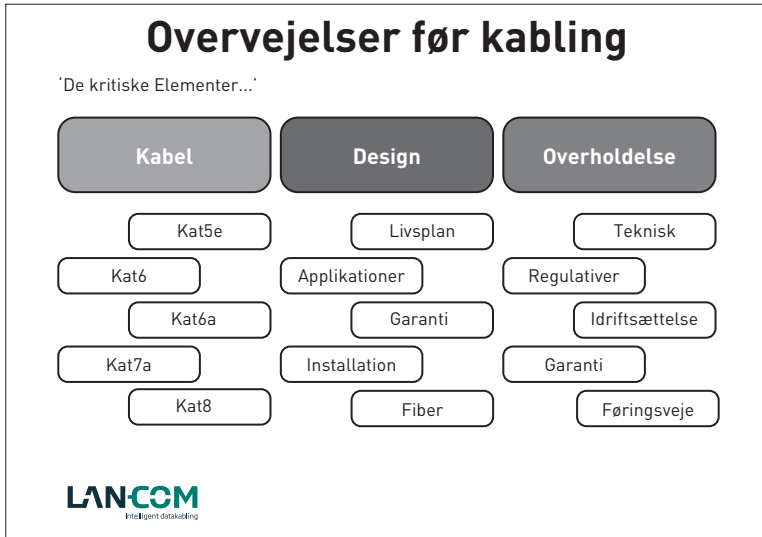 Overvejelser før kabling
‘De kritiske Elementer...’
Kabel
Design
Overholdelse
Kat5e
Livsplan
Teknisk
Kat6
Applikationer
Regulativer
Kat6a
Garanti
Idriftsættelse
Kat7a
Installation
Garanti
Kat8
Fiber
Føringsveje
LAN-COM
Intelligent datakabling